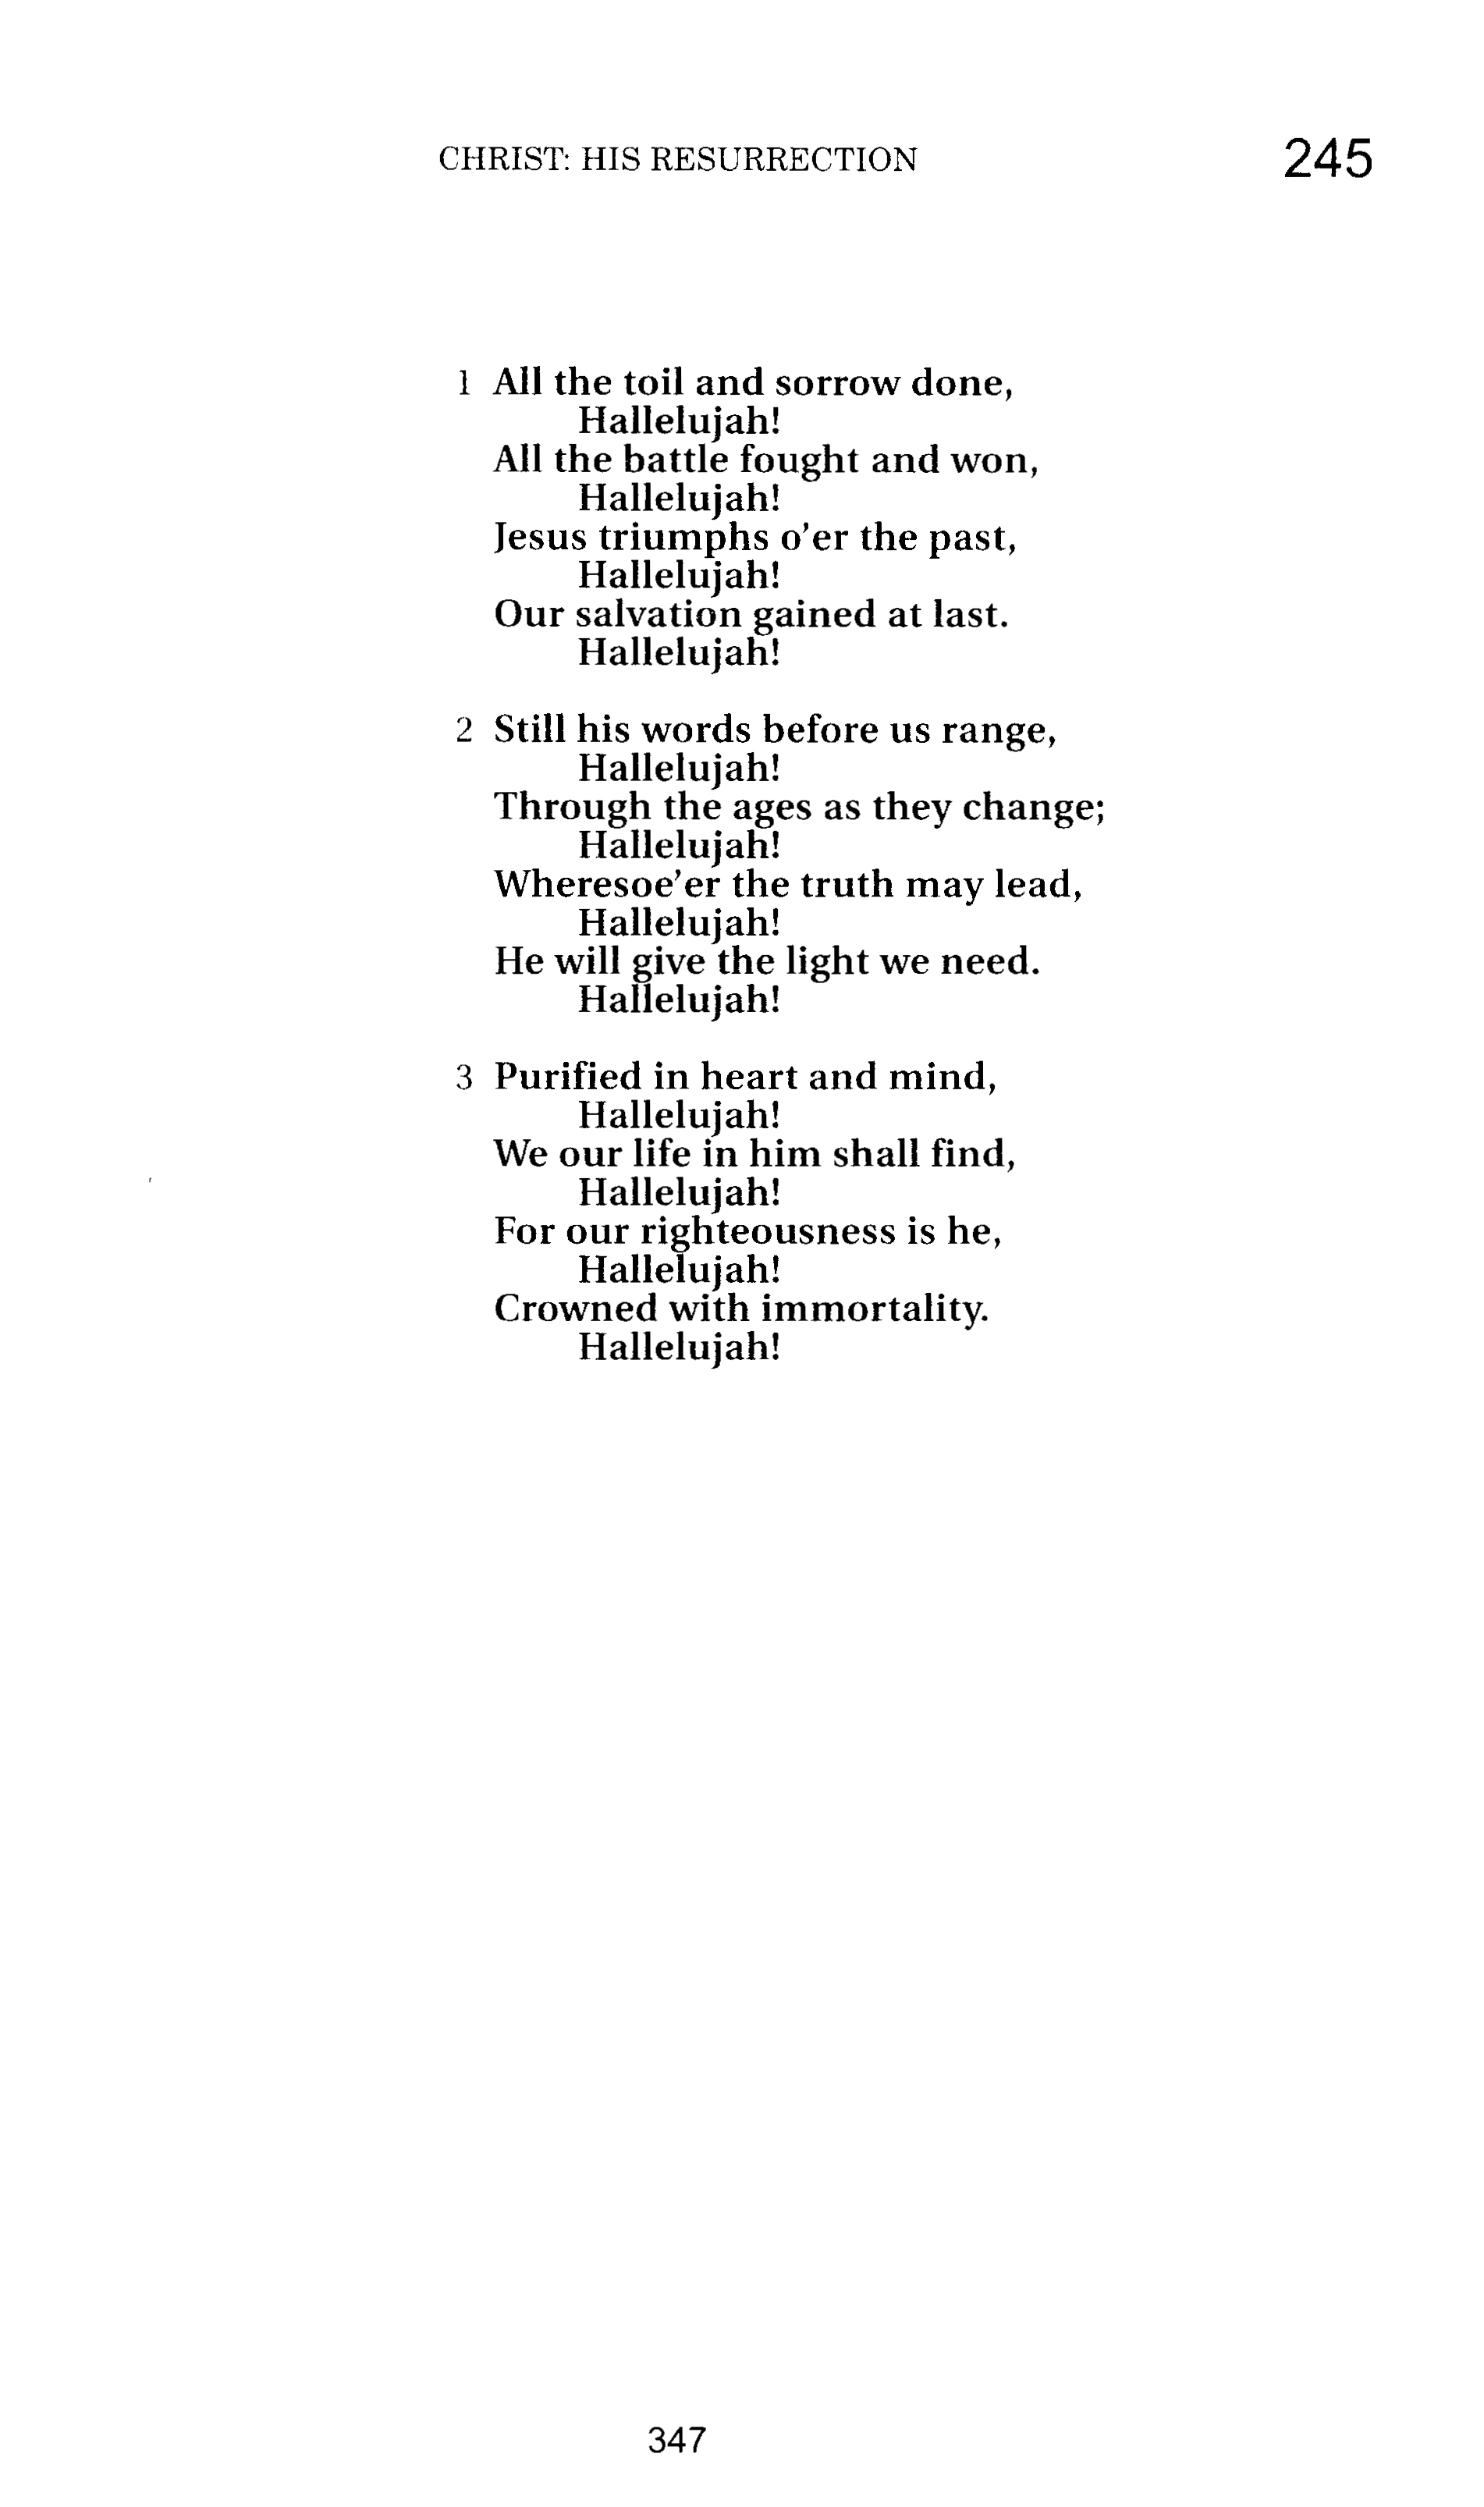 CHRIST: HIS RESURRECTION 245
1 All the toil and sorrow done,
Hallelujah!
All the battle fought and won,
Hallelujah!
Jesus triumphs o'er the past,
Hallelujah!
Our salvation gained at last.
Hallelujah!
2 Still his words before us range,
Hallelujah!
Through the ages as they change;
Hallelujah!
Wheresoe'er the truth may lead,
Hallelujah!
He will give the light we need.
Hallelujah!
3 Purified in heart and mind,
Hallelujah!
We our life in him shall find,
Hallelujah!
For our righteousness is he,
Hallelujah!
Crowned with immortality.
Hallelujah!
347